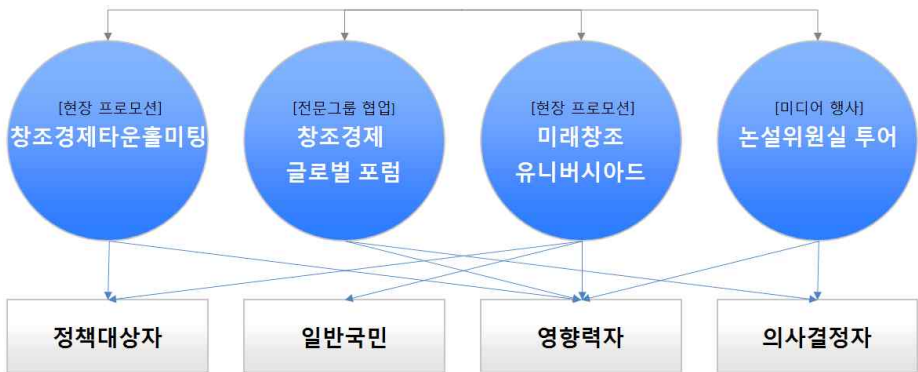 [현장 프로모션]
창조경제타운홀미팅
[전문그룹 협업]
창조경제
글로벌 포럼
[현장 프로모션]
미래창조
유니버시아드
[미디어 행사]
논설위원실 투어
정책대상자
일반국민
영향력자
의사결정자